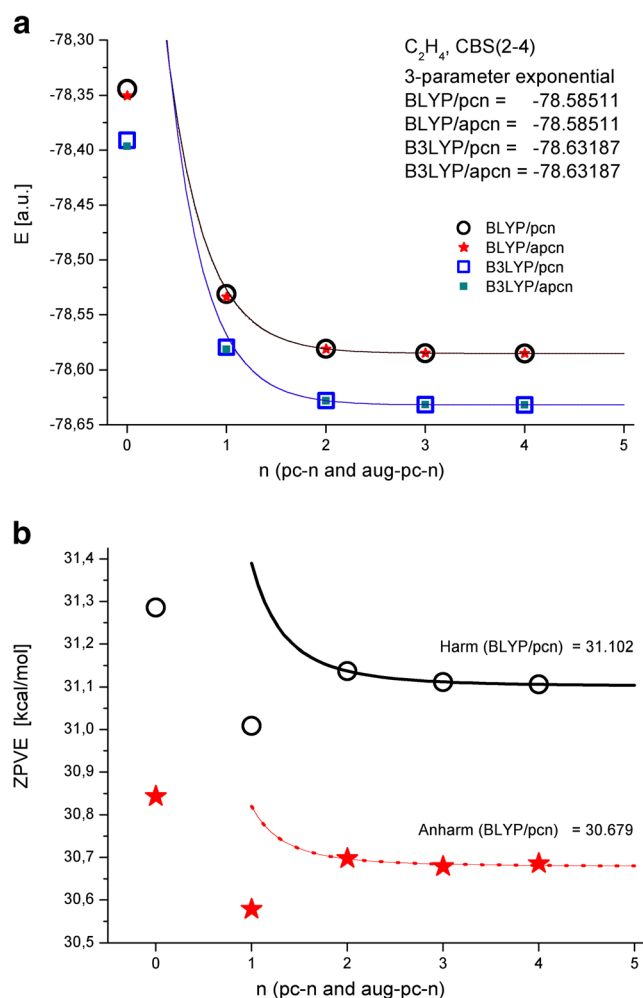 a
-78,30
-78,35
-78,40
-78,45
-78,50
-78,55
-78,60
-78,65
E [a.u.]
C2H4, CBS(2-4)
3-parameter exponential
BLYP/pcn = -78.58511
BLYP/apcn = -78.58511
B3LYP/pcn = -78.63187
B3LYP/apcn = -78.63187
BLYP/pcn
BLYP/apcn
B3LYP/pcn
B3LYP/apcn
0 1 2 3 4 5
n (pc-n and aug-pc-n)
b
31,4
31,3
31,2
31,1
31,0
30,9
30,8
30,7
30,6
30,5
ZPVE [kcal/mol]
Harm (BLYP/pcn) = 31.102
Anharm (BLYP/pcn) = 30.679
0 1 2 3 4 5
n (pc-n and aug-pc-n)